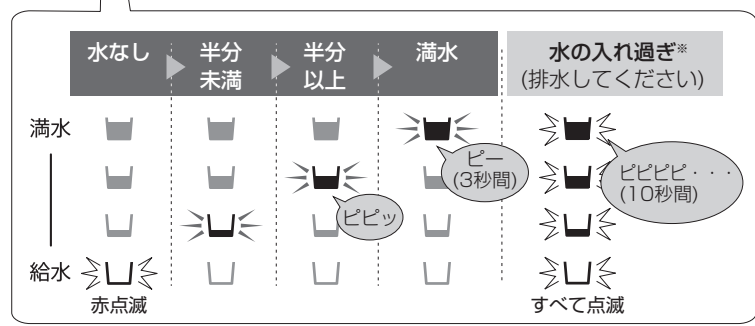 水なし
半分
未満
半分
以上
満水
水の入れ過ぎ※
(排水してください)
満水
ピー
(3秒間)
ピピピピ・・・
(10秒間)
ピピッ
給水
赤点滅
すべて点滅